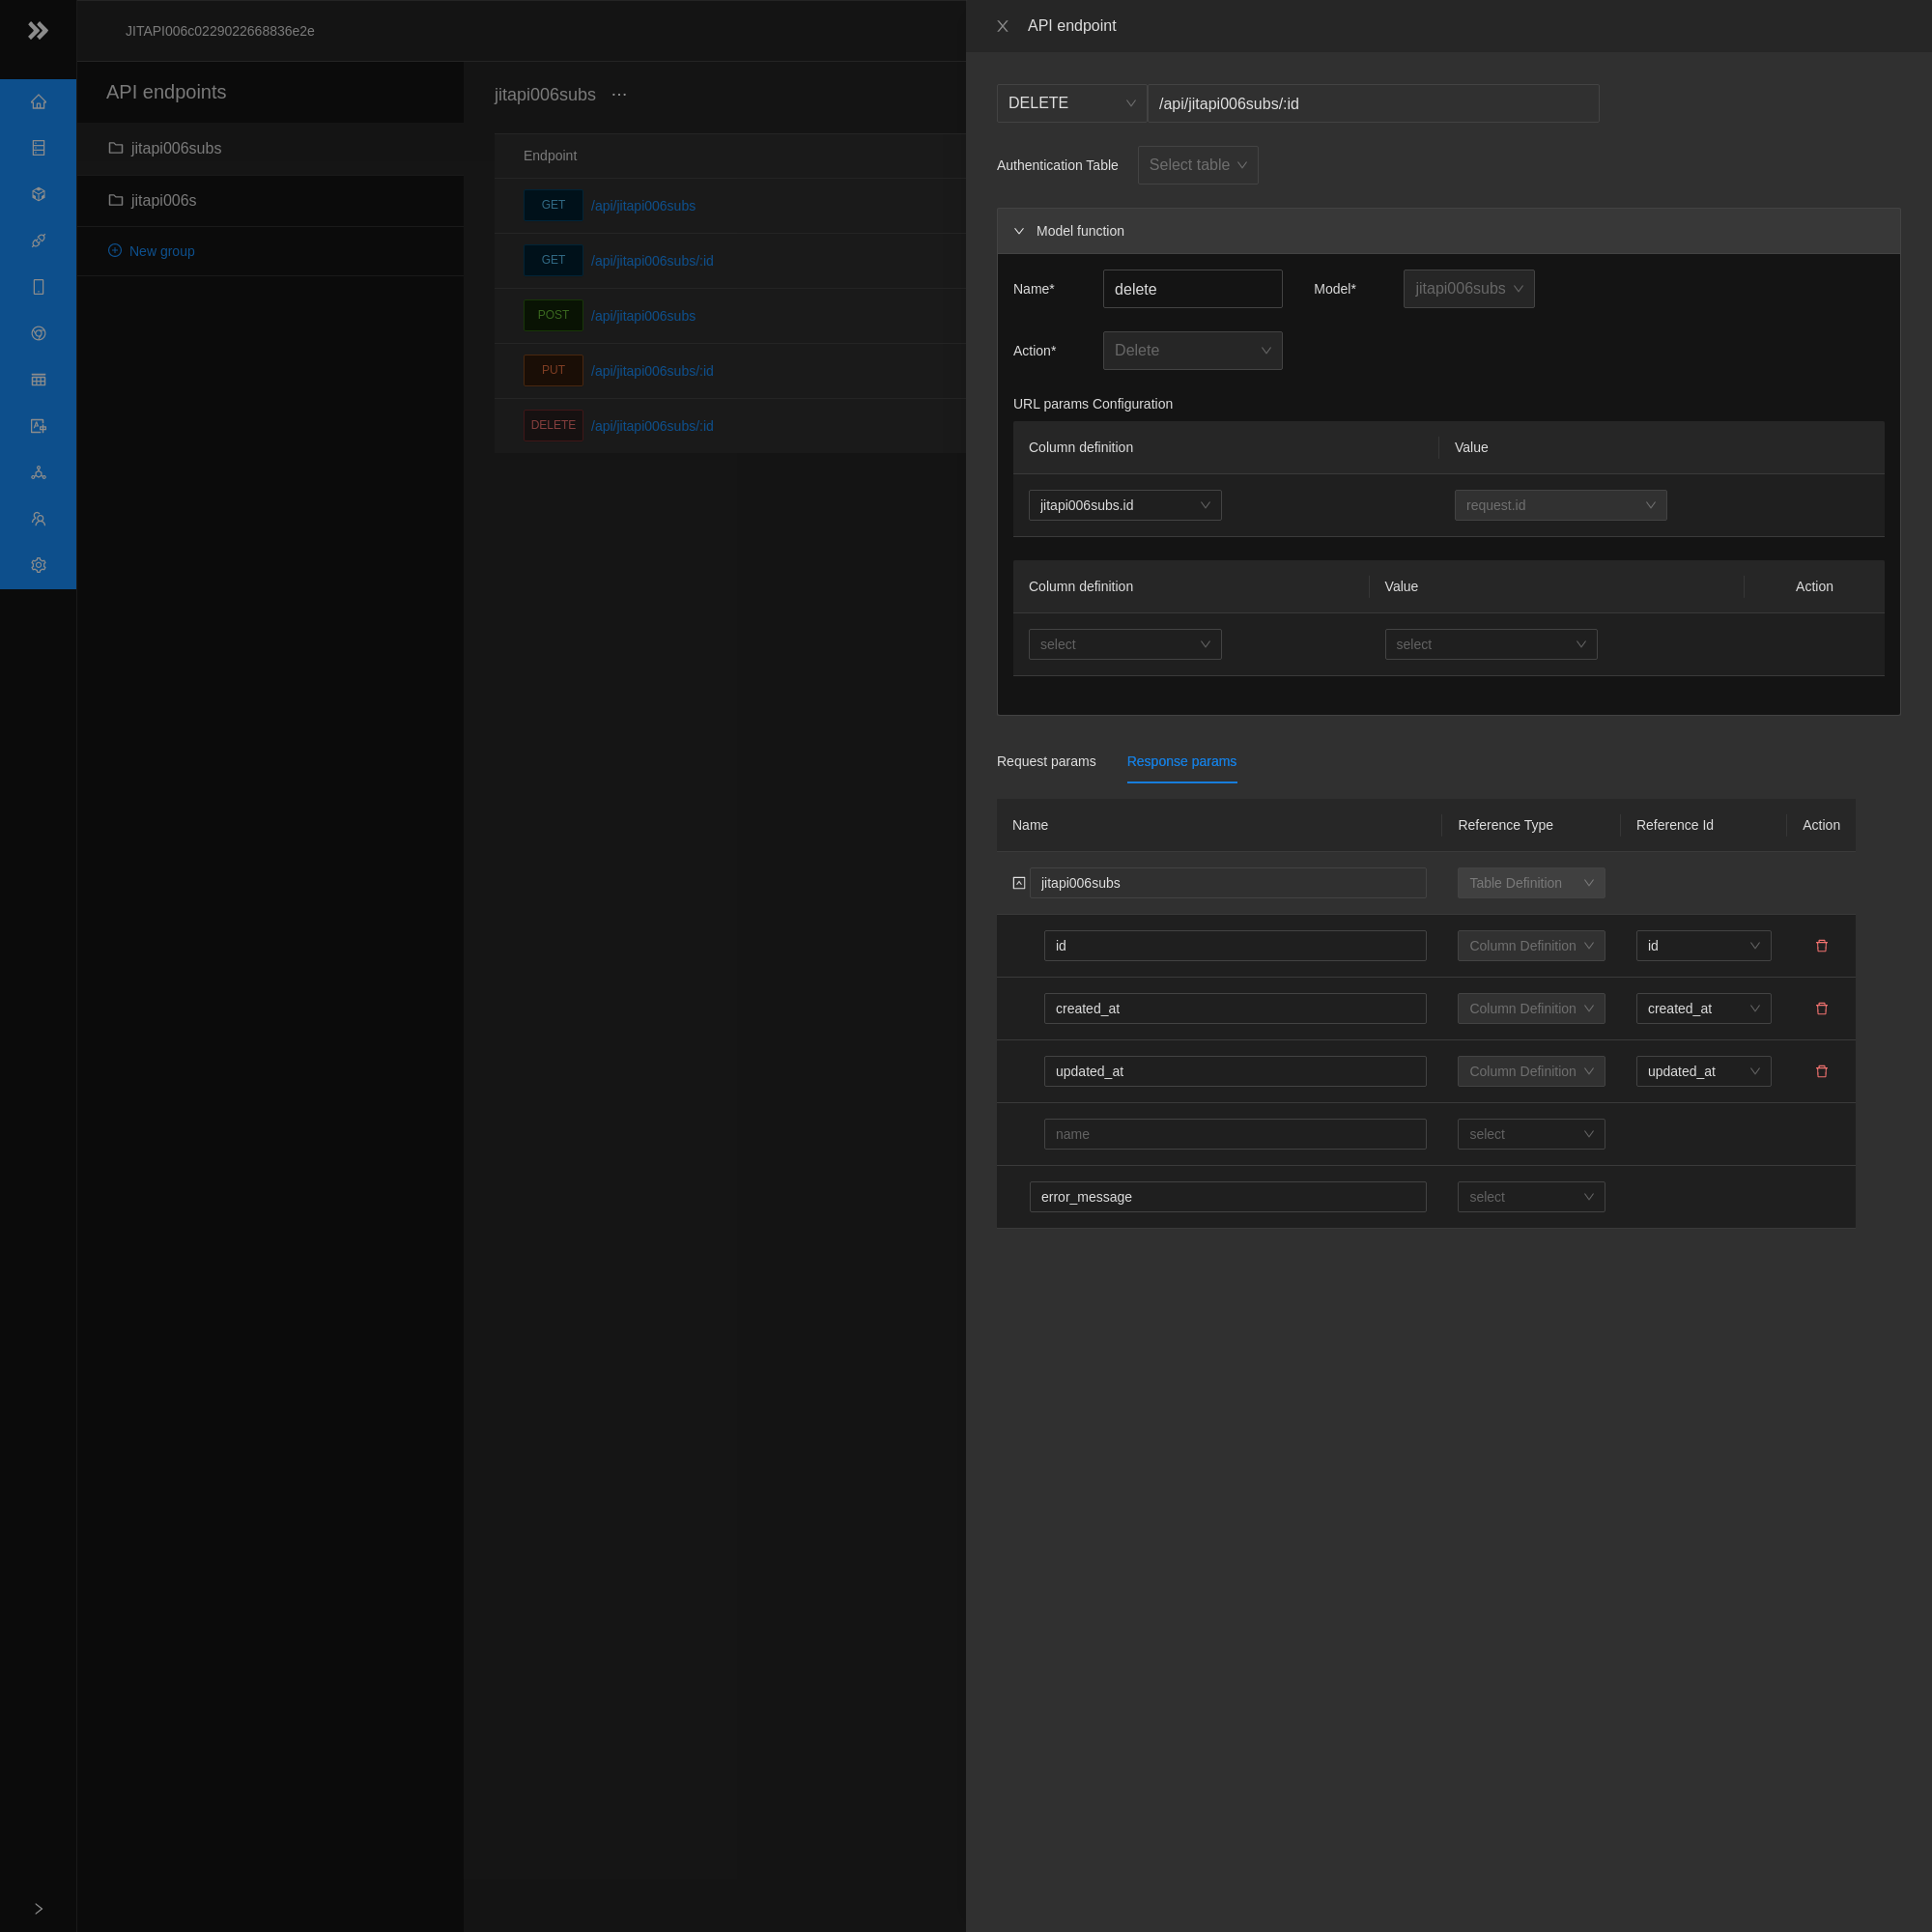 JITAPI006c0229022668836e2e
API endpoints
jitapi006subs
jitapi006s
New group
jitapi006subs ···
Endpoint
GET /api/jitapi006subs
GET /api/jitapi006subs/:id
POST /api/jitapi006subs
PUT /api/jitapi006subs/:id
DELETE /api/jitapi006subs/:id
API endpoint
DELETE /api/jitapi006subs/:id
Authentication Table Select table
Model function
Name* delete Model* jitapi006subs
Action* Delete
URL params Configuration
Column definition Value
jitapi006subs.id request.id
Column definition Value Action
select select
Request params Response params
Name Reference Type Reference Id Action
jitapi006subs Table Definition
id Column Definition id
created_at Column Definition created_at
updated_at Column Definition updated_at
name select
error_message select